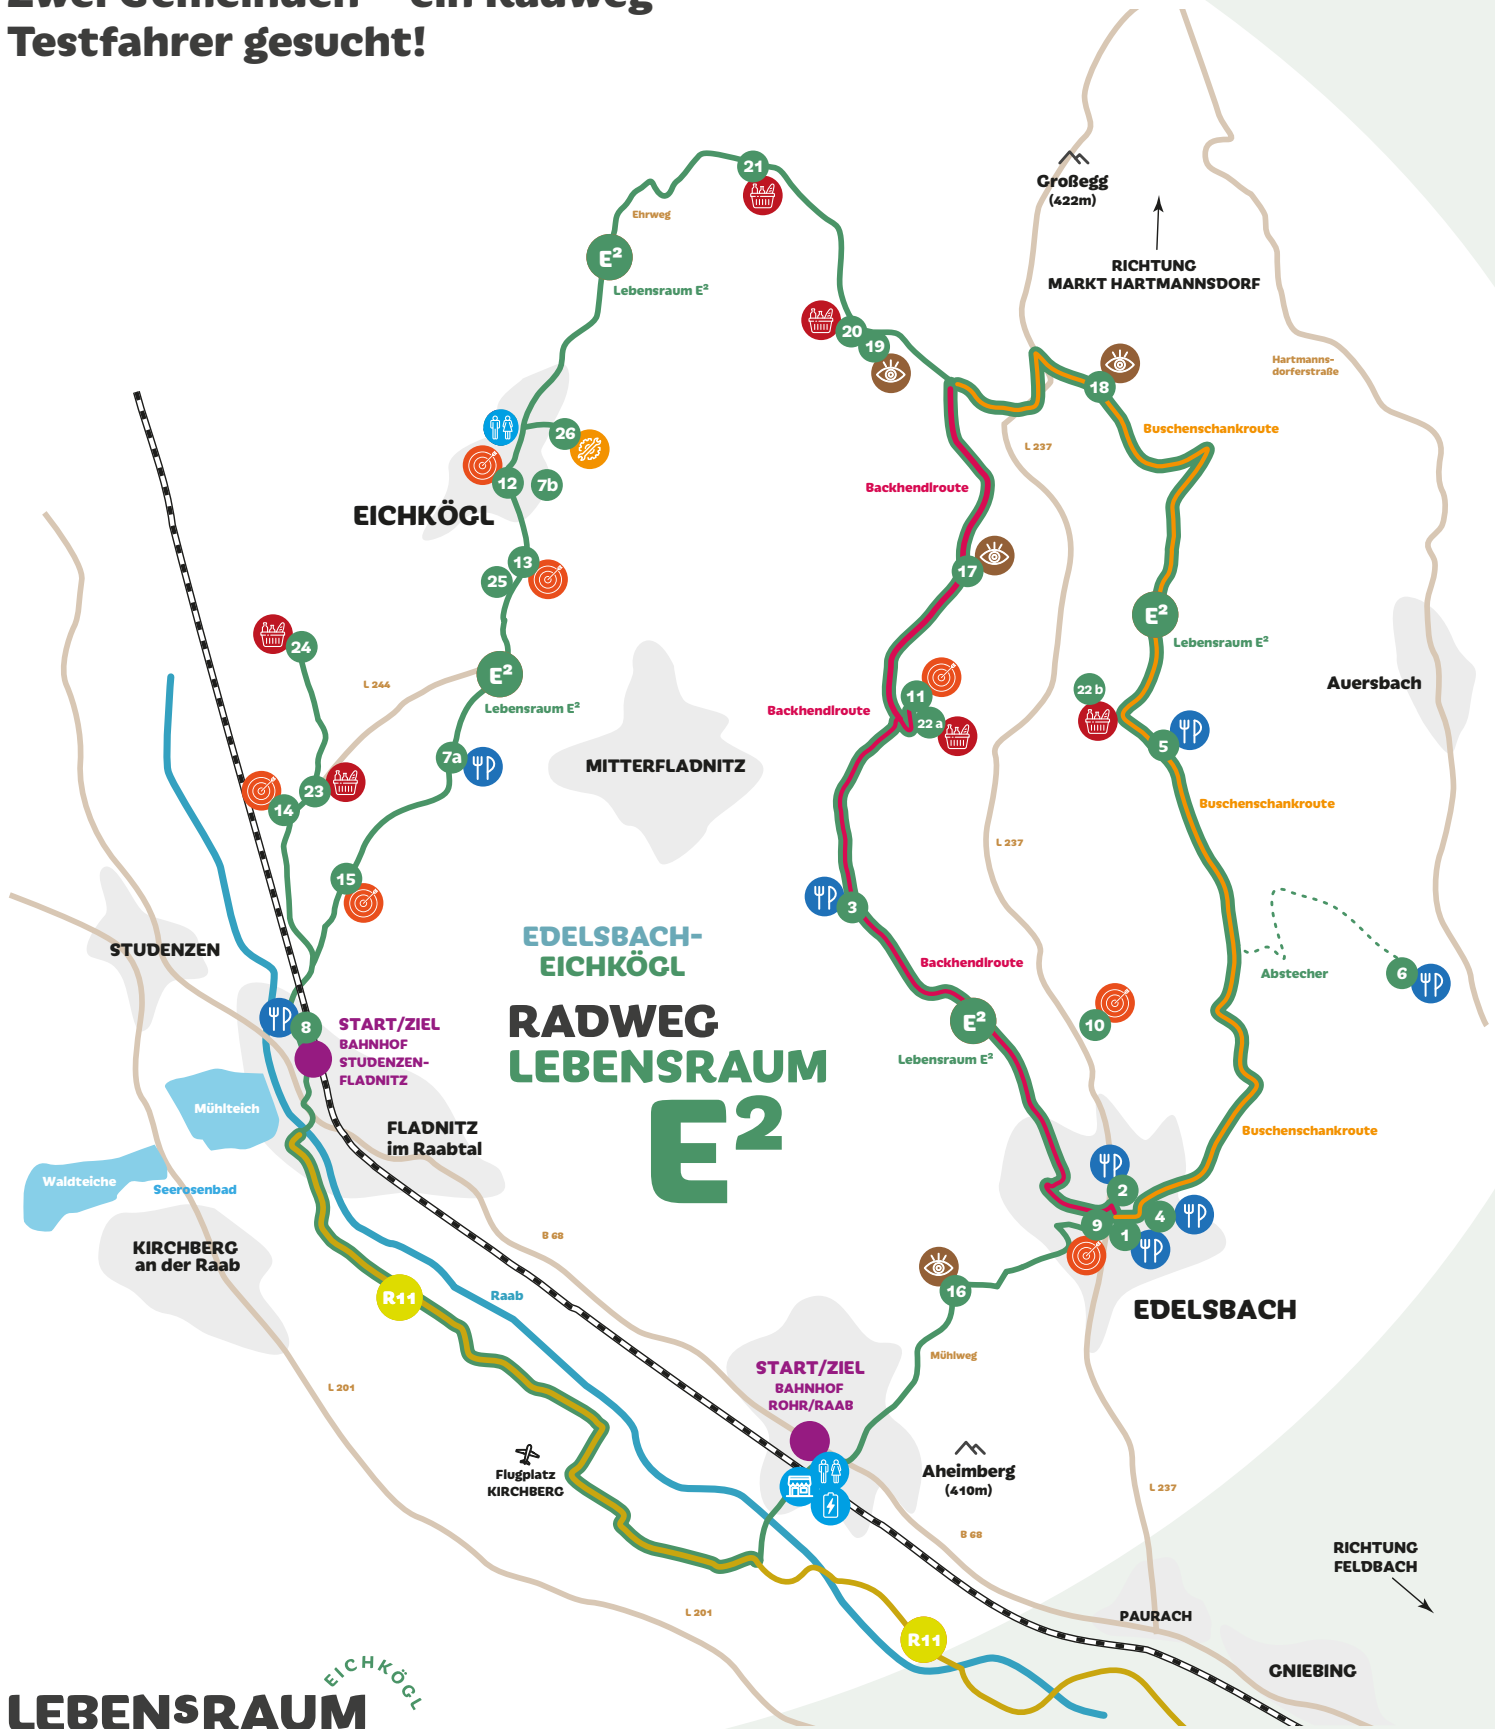 Zwei Gemeinden – ein Radweg
Testfahrer gesucht!
21
Großegg
(422m)
Ehrweg
E²
RICHTUNG
MARKT HARTMANNSDORF
Lebensraum E²
20
19
Hartmanns-
dorferstraße
18
Buschenschankroute
26
L 237
12
7b
Backhendlroute
EICHKÖGL
13
25
17
E²
24
Lebensraum E²
E²
L 244
Auersbach
22 b
11
Lebensraum E²
Backhendlroute
22 a
5
7a
MITTERFLADNITZ
23
14
Buschenschankroute
L 237
15
3
EDELSBACH-
EICHKÖGL
STUDENZEN
Backhendlroute
Abstecher
6
RADWEG
LEBENSRAUM
E²
8
START/ZIEL
BAHNHOF
STUDENZEN-
FLADNITZ
E²
10
Lebensraum E²
Mühlteich
FLADNITZ
im Raabtal
Buschenschankroute
Waldteiche
Seerosenbad
2
4
9
1
KIRCHBERG
an der Raab
B 68
16
R11
Raab
EDELSBACH
Mühlweg
START/ZIEL
BAHNHOF
ROHR/RAAB
L 201
Flugplatz
KIRCHBERG
Aheimberg
(410m)
L 237
B 68
RICHTUNG
FELDBACH
L 201
PAURACH
R11
GNIEBING
EICHKÖGL
LEBENSRAUM